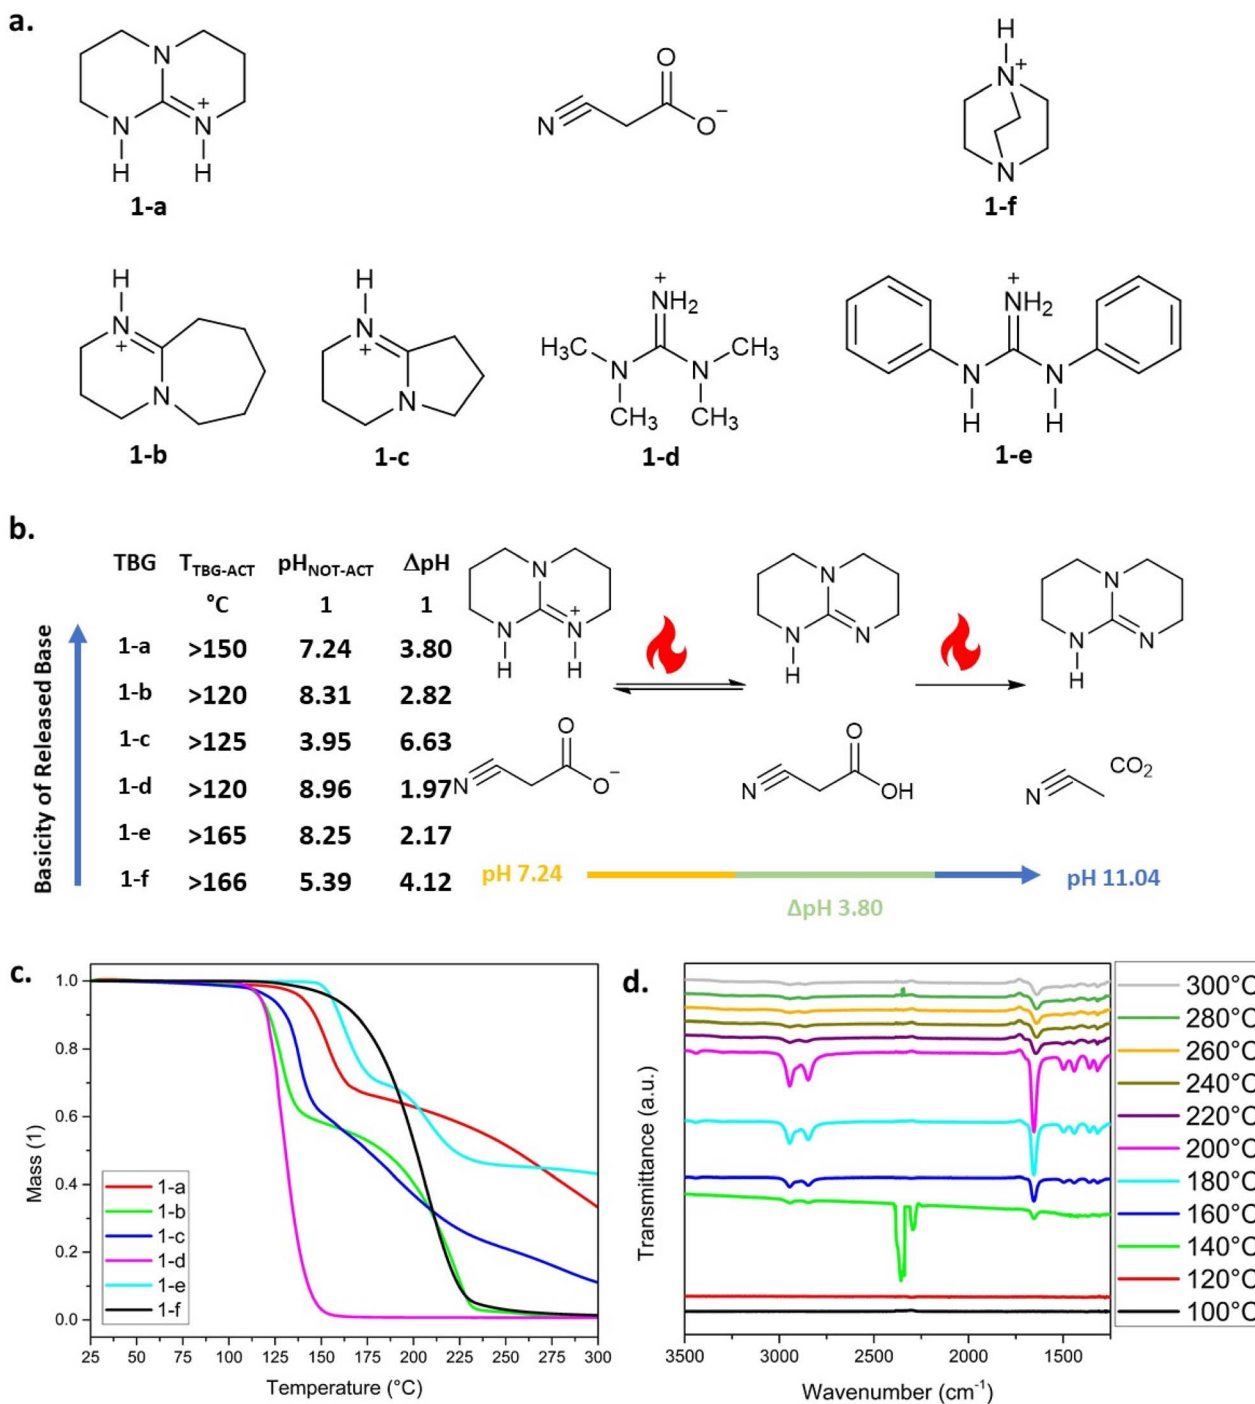 a.
N
N
+
N
H
H
1-a
N
O
O
−
H
N
+
N
1-f
H
N
+
N
1-b
H
N
+
N
1-c
+
NH2
H3C
CH3
N
N
CH3
CH3
1-d
+
NH2
N
N
H
H
1-e
b.
Basicity of Released Base
TBG TTBG-ACT pHNOT-ACT ΔpH
°C 1 1
1-a >150 7.24 3.80
1-b >120 8.31 2.82
1-c >125 3.95 6.63
1-d >120 8.96 1.97
1-e >165 8.25 2.17
1-f >166 5.39 4.12
N
+
N N
H H
N
N N
H
N
N N
H
O
N
O−
O
N
OH
N
CO2
pH 7.24
pH 11.04
ΔpH 3.80
c.
Mass (1)
1.0
0.8
0.6
0.4
0.2
0.0
1-a
1-b
1-c
1-d
1-e
1-f
25 50 75 100 125 150 175 200 225 250 275 300
Temperature (°C)
d.
Transmittance (a.u.)
3500 3000 2500 2000 1500
Wavenumber (cm-1)
300°C
280°C
260°C
240°C
220°C
200°C
180°C
160°C
140°C
120°C
100°C